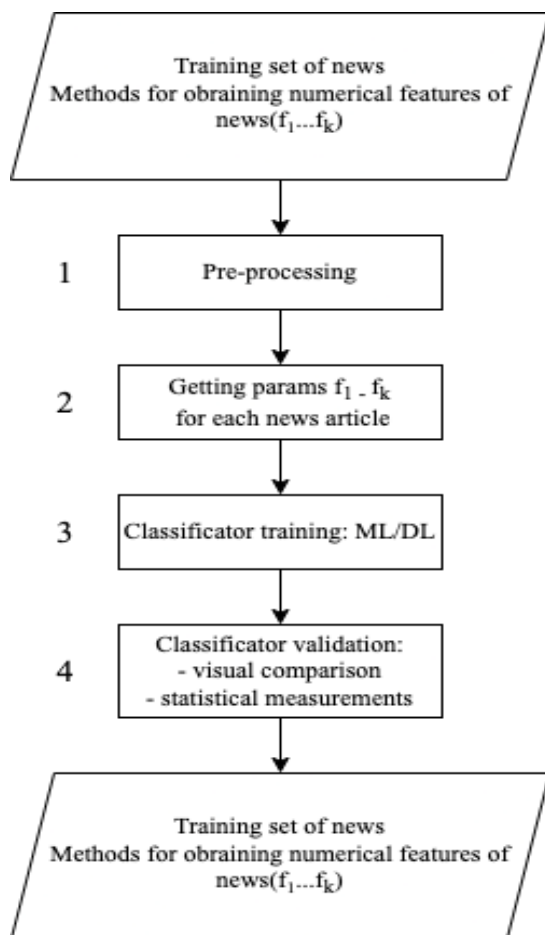 Training set of news
Methods for obraining numerical features of
news(f₁...fₖ)
1
Pre-processing
2
Getting params f₁ - fₖ
for each news article
3
Classificator training: ML/DL
4
Classificator validation:
- visual comparison
- statistical measurements
Training set of news
Methods for obraining numerical features of
news(f₁...fₖ)